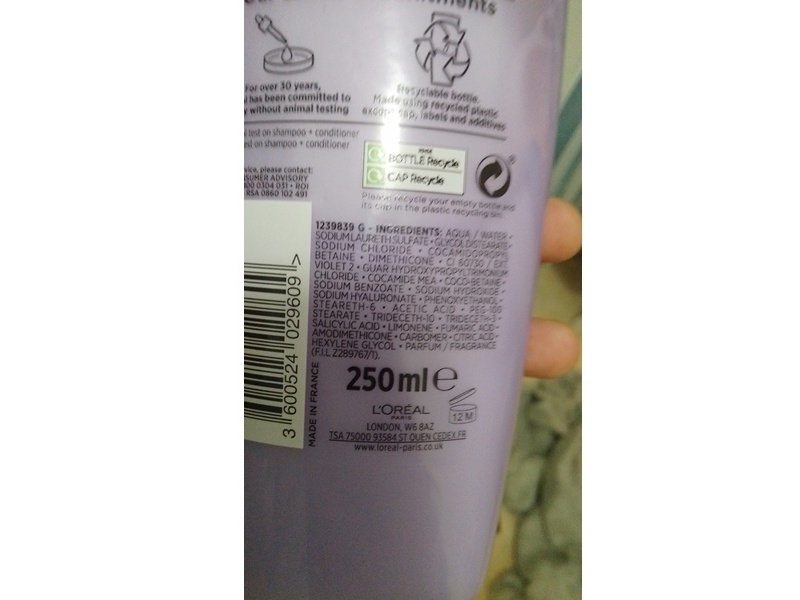 For over 30 years,
has been committed to
without animal testing
test on shampoo + conditioner
test on shampoo + conditioner
Recyclable bottle.
Made using recycled plastic
except cap, labels and additives
BOTTLE Recycle
CAP Recycle
Please recycle your empty bottle and
its cap in the plastic recycling bin.
please contact:
ADVISORY
0304 031 • ROI
RSA 0860 102 491
1239839 G - INGREDIENTS: AQUA / WATER •
SODIUM LAURETH SULFATE • GLYCOL DISTEARATE •
SODIUM CHLORIDE • COCAMIDOPROPYL
BETAINE • DIMETHICONE • CI 60730 / EXT.
VIOLET 2 • GUAR HYDROXYPROPYLTRIMONIUM
CHLORIDE • COCAMIDE MEA • COCO-BETAINE •
SODIUM BENZOATE • SODIUM HYDROXIDE •
SODIUM HYALURONATE • PHENOXYETHANOL •
STEARETH-6 • ACETIC ACID • PEG-100
STEARATE • TRIDECETH-10 • TRIDECETH-3 •
SALICYLIC ACID • LIMONENE • FUMARIC ACID •
AMODIMETHICONE • CARBOMER • CITRIC ACID •
HEXYLENE GLYCOL • PARFUM / FRAGRANCE
(F.I.L Z289767/1).
3 600524 029609 >
MADE IN FRANCE
250 ml e
L'ORÉAL
PARIS
12 M
LONDON, W6 8AZ
TSA 75000 93584 ST OUEN CEDEX FR
www.loreal-paris.co.uk